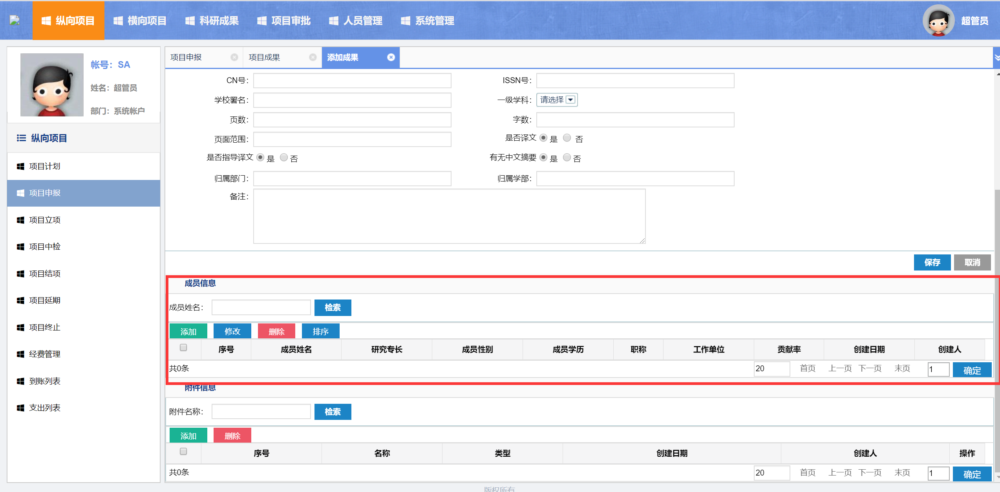 纵向项目 横向项目 科研成果 项目审批 人员管理 系统管理 超管员
帐号：SA
姓名：超管员
部门：系统帐户
纵向项目
项目计划
项目申报
项目立项
项目中检
项目结项
项目延期
项目终止
经费管理
到账列表
支出列表
项目申报 项目成果 添加成果
CN号： ISSN号：
学校署名： 一级学科： 请选择
页数： 字数：
页面范围： 是否译文 是 否
是否指导译文 是 否 有无中文摘要 是 否
归属部门： 归属学部：
备注：
保存 取消
成员信息
成员姓名： 检索
添加 修改 删除 排序
序号 成员姓名 研究专长 成员性别 成员学历 职称 工作单位 贡献率 创建日期 创建人
共0条 20 首页 上一页 下一页 末页 1 确定
附件信息
附件名称： 检索
添加 删除
序号 名称 类型 创建日期 创建人 操作
共0条 20 首页 上一页 下一页 末页 1 确定
版权所有